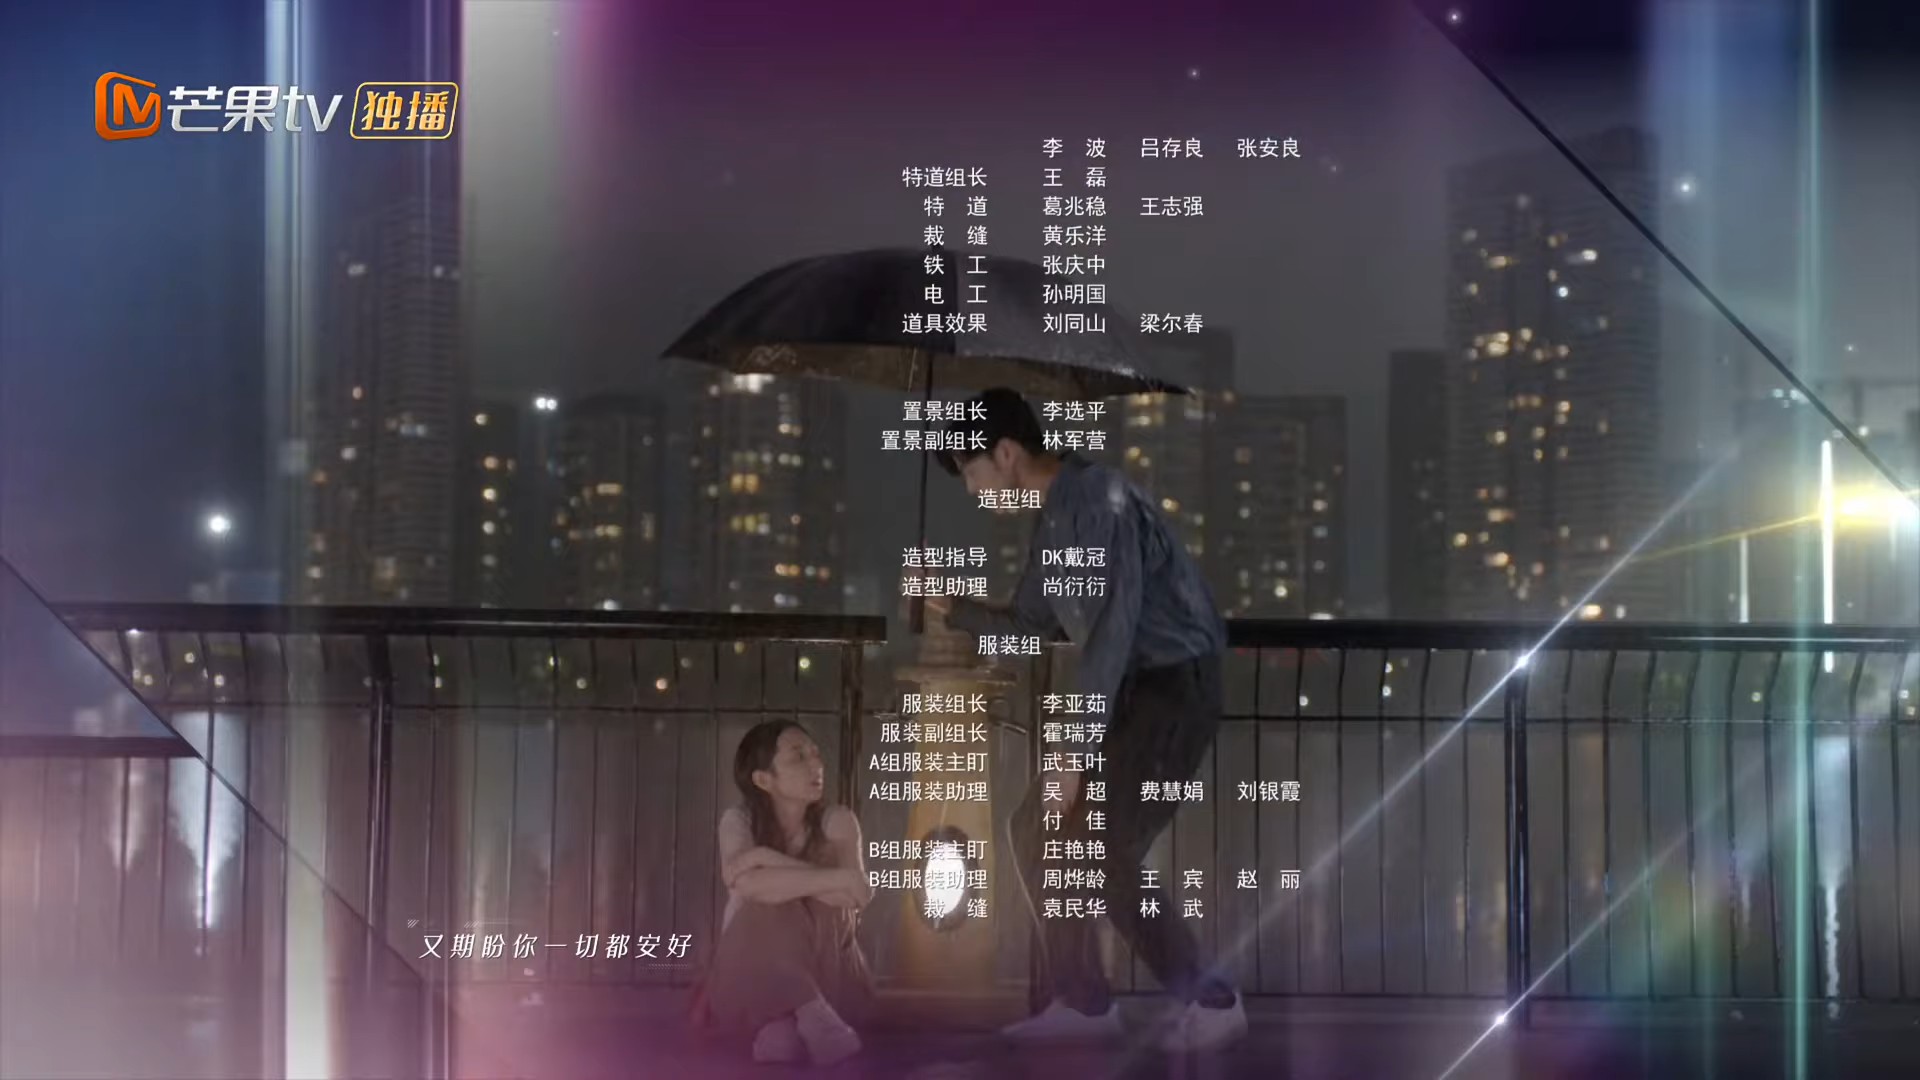 芒果tv 独播
李　波　吕存良　张安良
特道组长　王　磊
特　道　葛兆稳　王志强
裁　缝　黄乐洋
铁　工　张庆中
电　工　孙明国
道具效果　刘同山　梁尔春
置景组长　李选平
置景副组长　林军营
造型组
造型指导　DK戴冠
造型助理　尚衍衍
服装组
服装组长　李亚茹
服装副组长　霍瑞芳
A组服装主盯　武玉叶
A组服装助理　吴　超　费慧娟　刘银霞
付　佳
B组服装主盯　庄艳艳
B组服装助理　周烨龄　王　宾　赵　丽
裁　缝　袁民华　林　武
又期盼你一切都安好